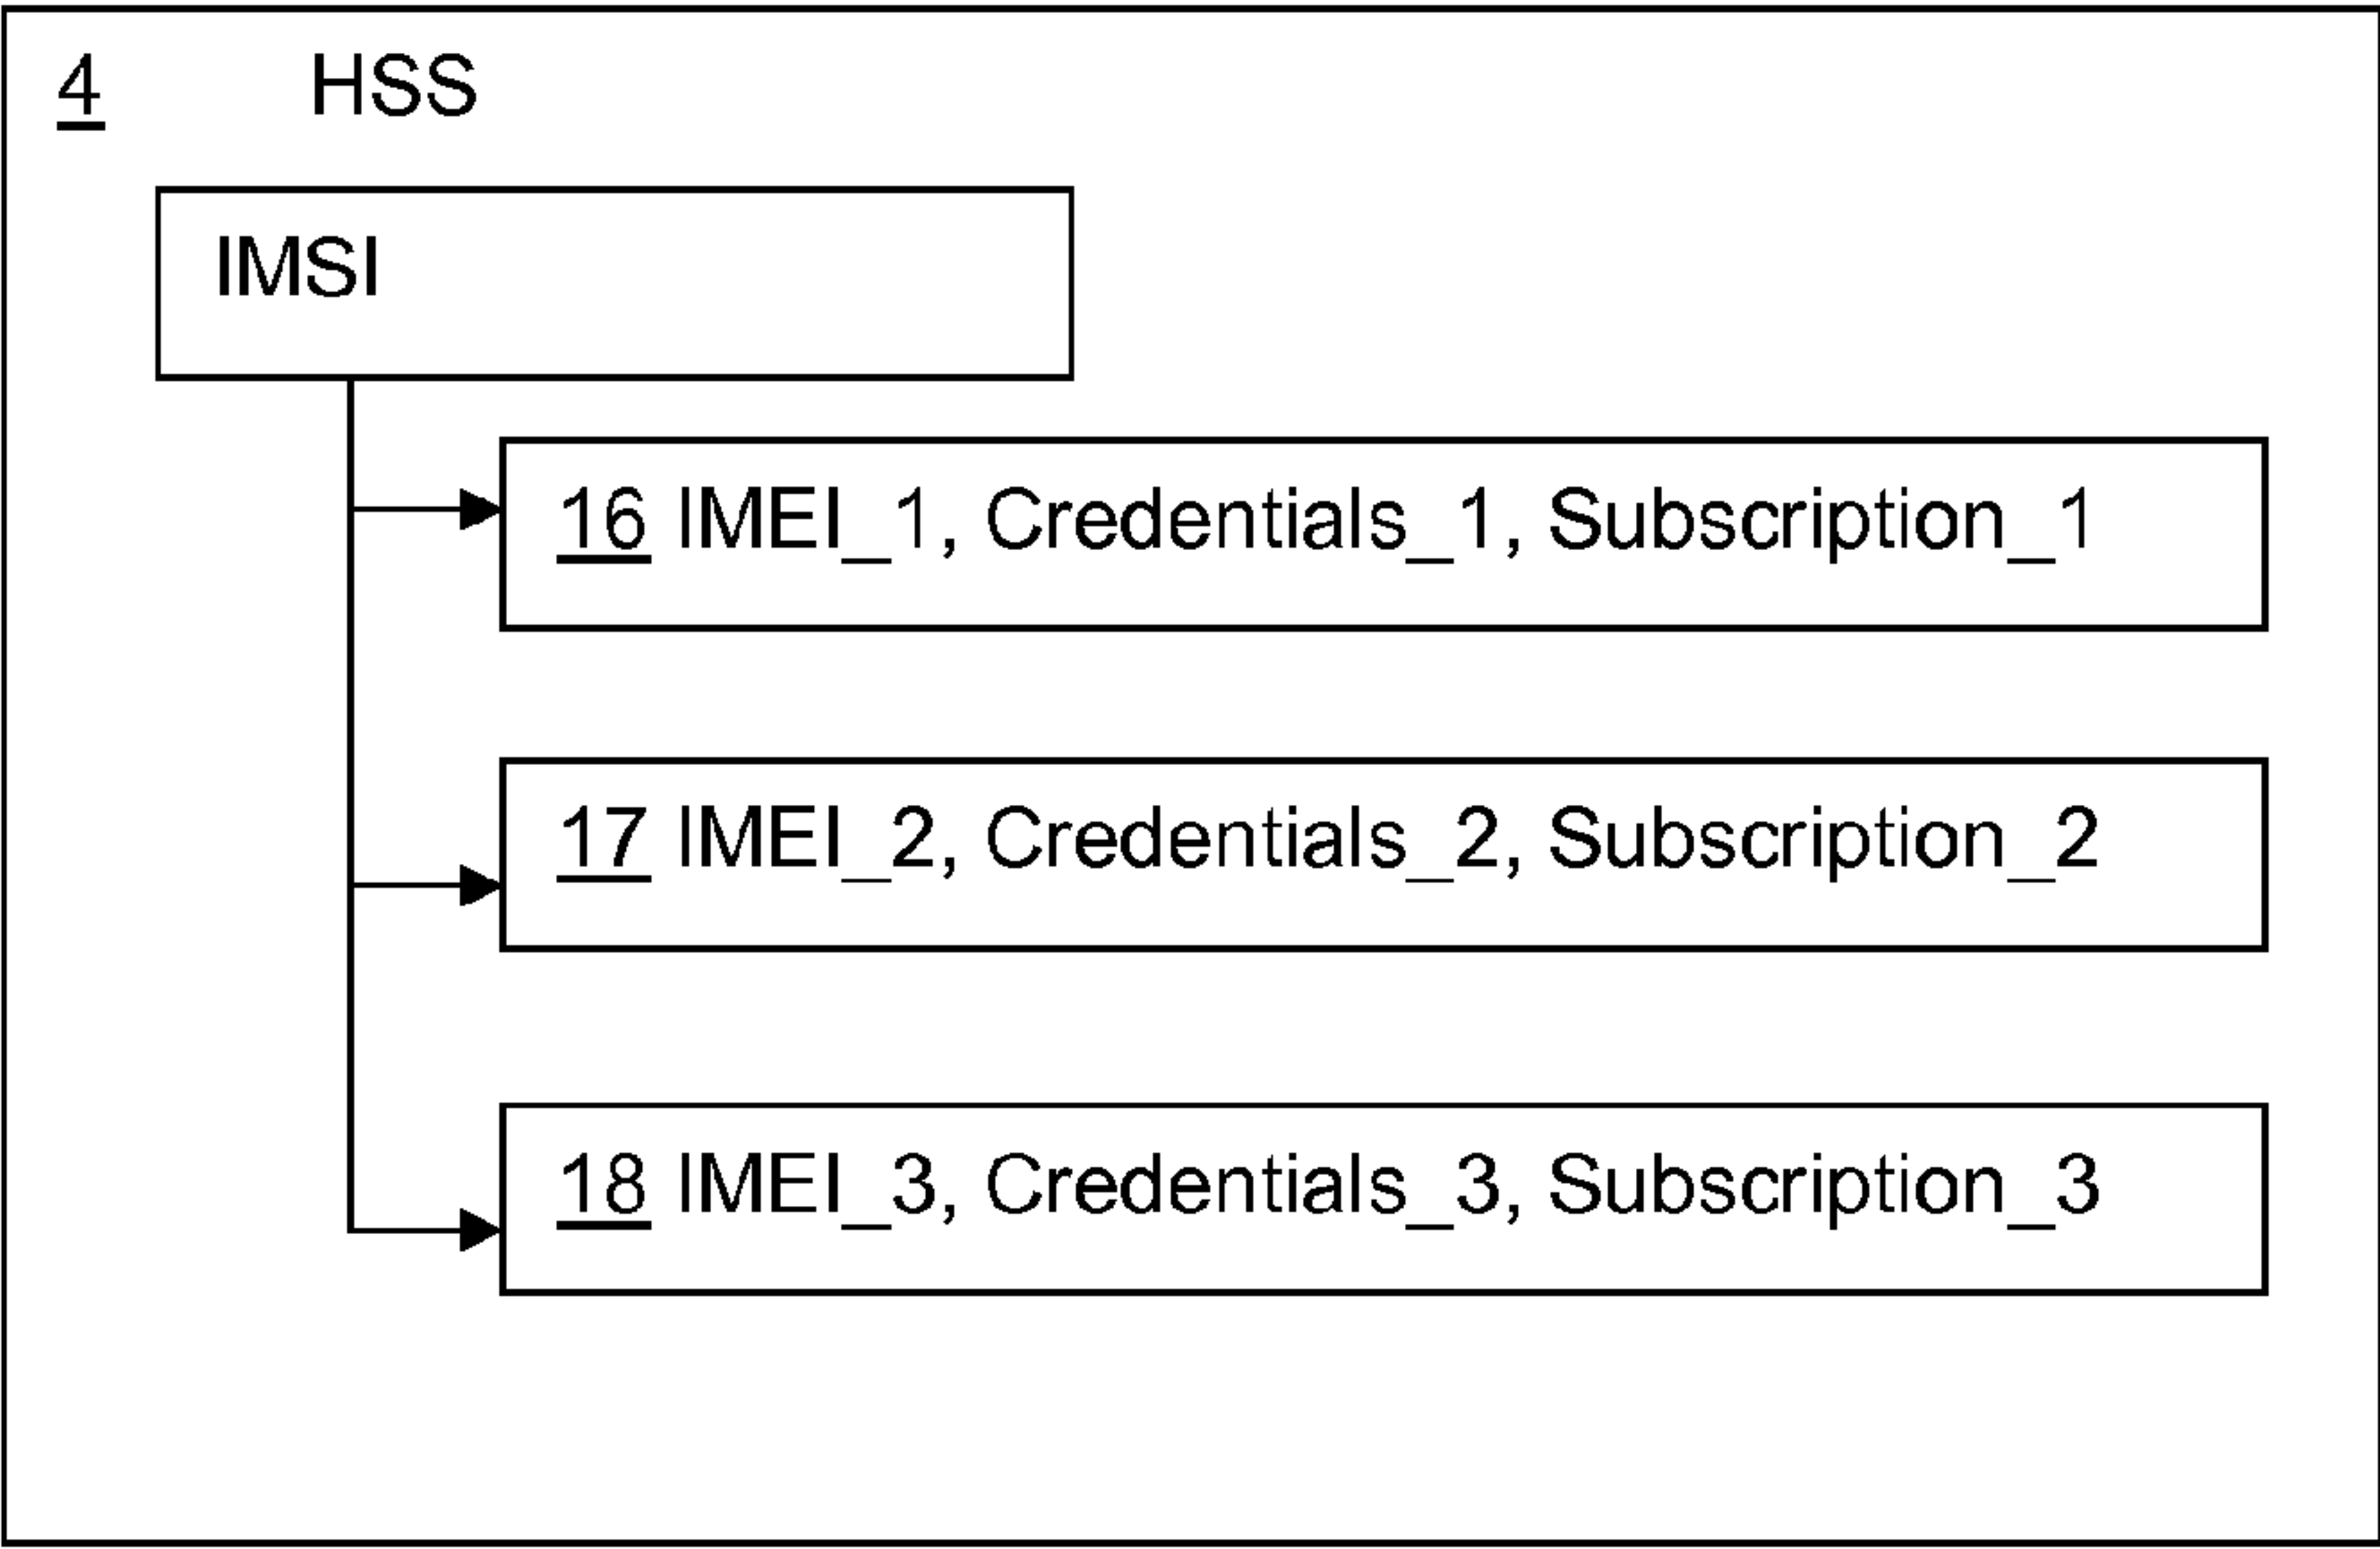 4 HSS
IMSI
16 IMEI_1, Credentials_1, Subscription_1
17 IMEI_2, Credentials_2, Subscription_2
18 IMEI_3, Credentials_3, Subscription_3